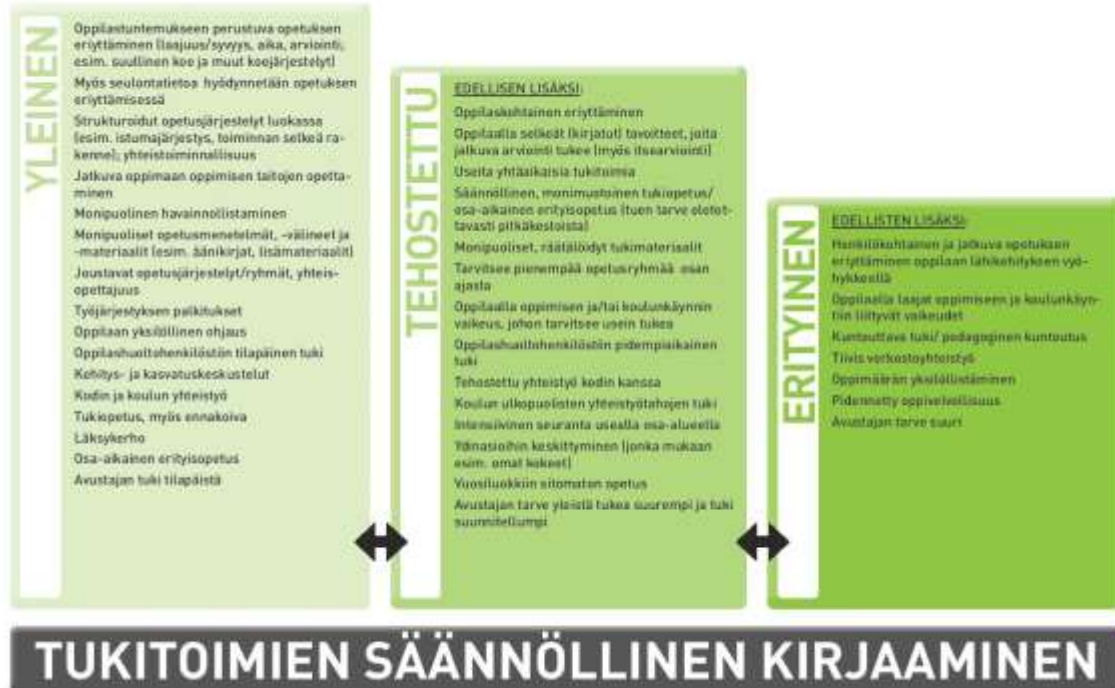 YLEINEN
Oppilastuntemukseen perustuva opetuksen
eriyttäminen (laajuus/syvyys, aika, arviointi,
esim. suullinen koe ja muut koejärjestelyt)
Myös seulontatietoa hyödynnetään opetuksen
eriyttämisessä
Strukturoidut opetusjärjestelyt luokassa
(esim. istumajärjestys, toiminnan selkeä ra-
kenne); yhteistoiminnallisuus
Jatkuva oppimaan oppimisen taitojen opetta-
minen
Monipuolinen havainnollistaminen
Monipuoliset opetusmenetelmät, -välineet ja
-materiaalit (esim. äänikirjat, lisämateriaalit)
Joustavat opetusjärjestelyt/ryhmät, yhteis-
opettajuus
Työjärjestyksen palkitukset
Oppilaan yksilöllinen ohjaus
Oppilashuoltohenkilöstön tilapäinen tuki
Kehitys- ja kasvatuskeskustelut
Kodin ja koulun yhteistyö
Tukiopetus, myös ennakoiva
Läksykerho
Osa-aikainen erityisopetus
Avustajan tuki tilapäistä
TEHOSTETTU
EDELLISEN LISÄKSI:
Oppilaskohtainen eriyttäminen
Oppilaalla selkeät (kirjatut) tavoitteet, joita
jatkuva arviointi tukee (myös itsearviointi)
Useita yhtäaikaisia tukitoimia
Säännöllinen, monimuotoinen tukiopetus/
osa-aikainen erityisopetus (tuen tarve oletet-
tavasti pitkäkestoista)
Monipuoliset, räätälöidyt tukimateriaalit
Tarvitsee pienempää opetusryhmää osan
ajasta
Oppilaalla oppimisen ja/tai koulunkäynnin
vaikeus, johon tarvitsee usein tukea
Oppilashuoltohenkilöstön pidempiaikainen
tuki
Tehostettu yhteistyö kodin kanssa
Koulun ulkopuolisten yhteistyötahojen tuki
Intensiivinen seuranta usealla osa-alueella
Ydinasioihin keskittyminen (jonka mukaan
esim. omat kokeet)
Vuosiluokkiin sitomaton opetus
Avustajan tarve yleistä tukea suurempi ja tuki
suunnitellumpi
ERITYINEN
EDELLISTEN LISÄKSI:
Henkilökohtainen ja jatkuva opetuksen
eriyttäminen oppilaan lähikehityksen vyö-
hykkeellä
Oppilaalla laajat oppimiseen ja koulunkäyn-
tiin liittyvät vaikeudet
Kuntouttava tuki/ pedagoginen kuntoutus
Tiivis verkostoyhteistyö
Oppimäärän yksilöllistäminen
Pidennetty oppivelvollisuus
Avustajan tarve suuri
TUKITOIMIEN SÄÄNNÖLLINEN KIRJAAMINEN